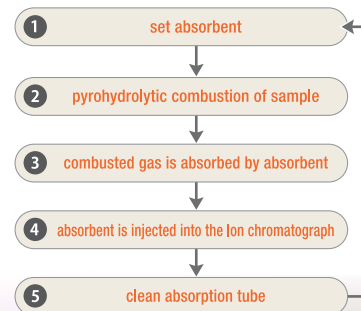 1 set absorbent
2 pyrohydrolytic combustion of sample
3 combusted gas is absorbed by absorbent
4 absorbent is injected into the Ion chromatograph
5 clean absorption tube